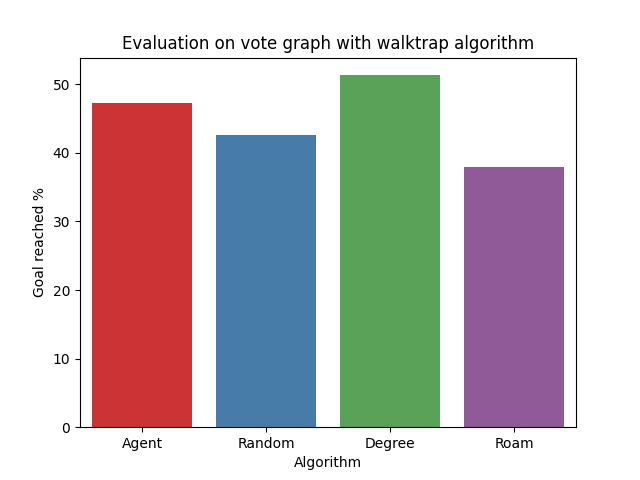 Evaluation on vote graph with walktrap algorithm
Goal reached %
50
40
30
20
10
0
Agent Random Degree Roam
Algorithm